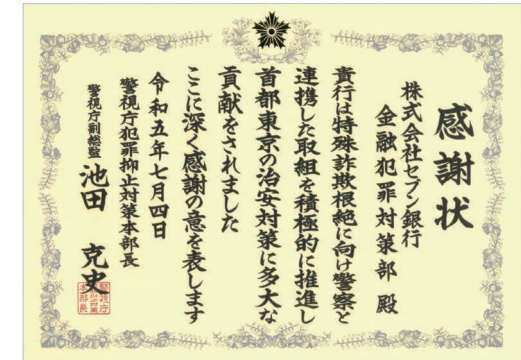 感謝状
株式会社セブン銀行
金融犯罪対策部 殿
貴行は特殊詐欺根絶に向け警察と
連携した取組を積極的に推進し
首都東京の治安対策に多大な
貢献をされました
ここに深く感謝の意を表します
令和五年七月四日
警視庁犯罪抑止対策本部長
警視庁副総監 池田 克史